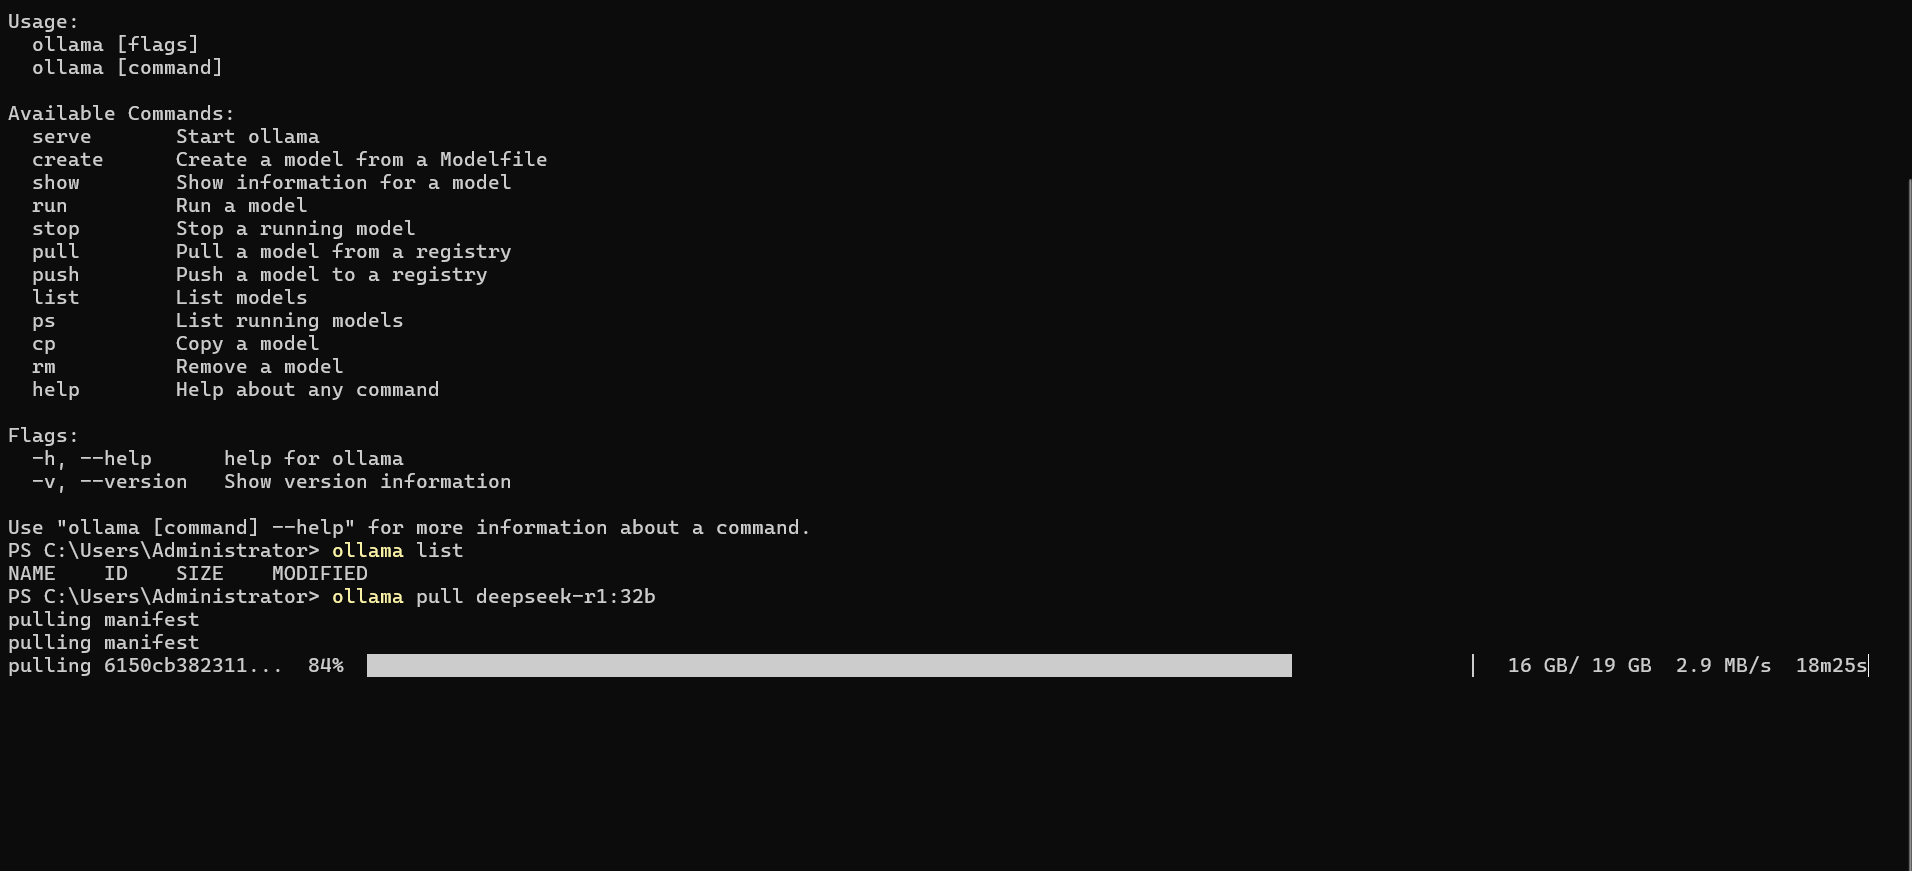 Usage:
  ollama [flags]
  ollama [command]

Available Commands:
  serve       Start ollama
  create      Create a model from a Modelfile
  show        Show information for a model
  run         Run a model
  stop        Stop a running model
  pull        Pull a model from a registry
  push        Push a model to a registry
  list        List models
  ps          List running models
  cp          Copy a model
  rm          Remove a model
  help        Help about any command

Flags:
  -h, --help      help for ollama
  -v, --version   Show version information

Use "ollama [command] --help" for more information about a command.
PS C:\Users\Administrator> ollama list
NAME    ID    SIZE    MODIFIED
PS C:\Users\Administrator> ollama pull deepseek-r1:32b
pulling manifest
pulling manifest
pulling 6150cb382311...  84%  16 GB/ 19 GB  2.9 MB/s  18m25s